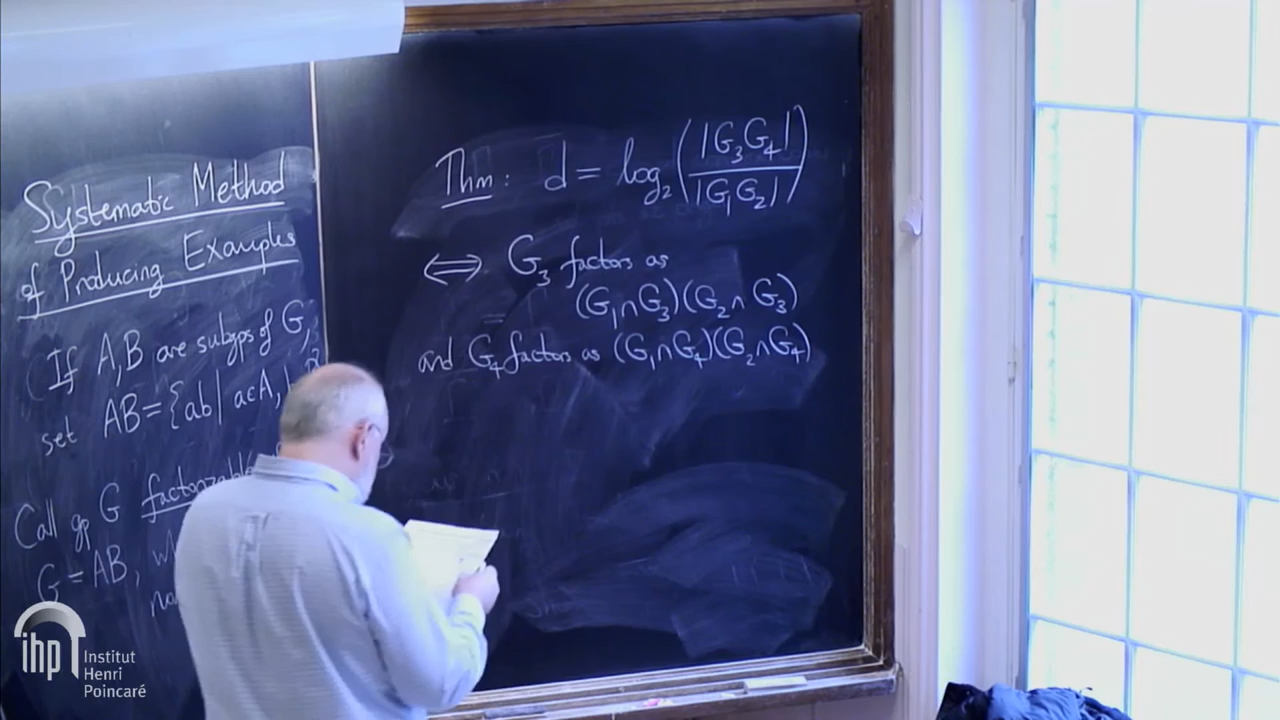 Systematic Method
of Producing Examples
(If A,B are subgps of G,
set AB={ab| a∈A,
Call gp G factorizable
G=AB,
Thm: d = log₂(|G₃G₄| / |G₁G₂|)
⟺ G₃ factors as
(G₁∩G₃)(G₂∩G₃)
and G₄ factors as (G₁∩G₄)(G₂∩G₄)
ihp
Institut
Henri
Poincaré